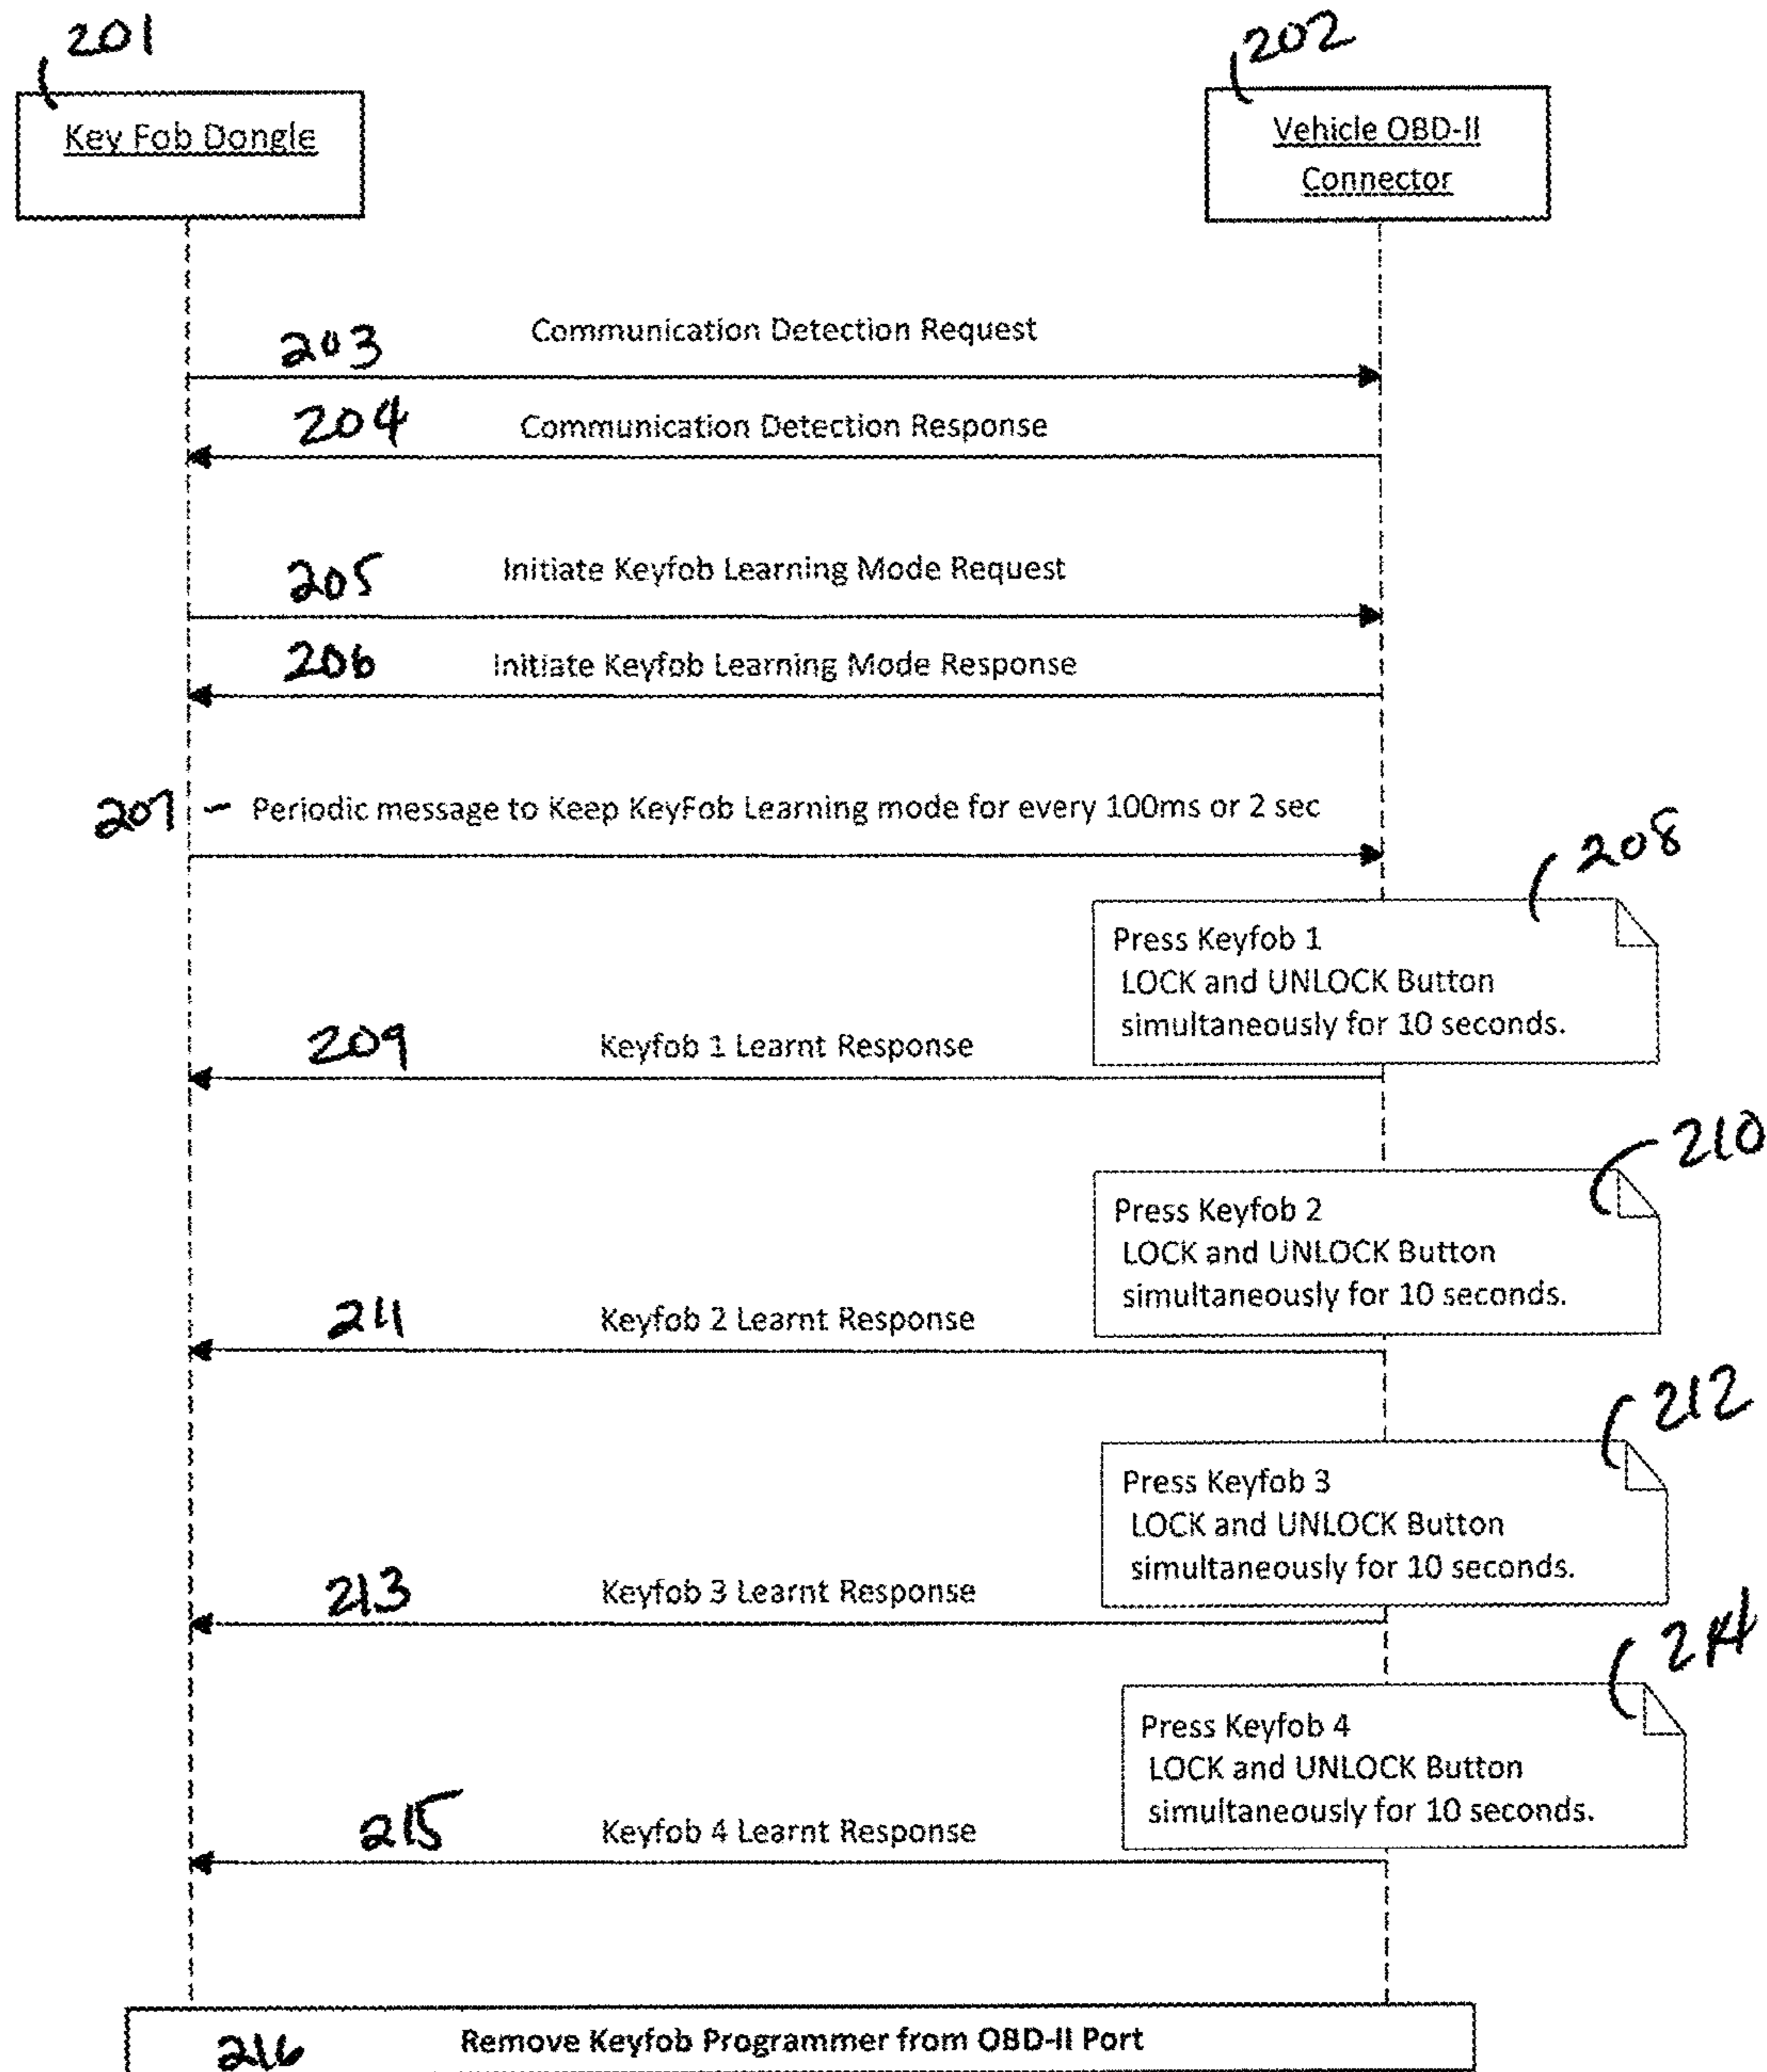 201
202
Key Fob Dongle
Vehicle OBD-II
Connector
203
Communication Detection Request
204
Communication Detection Response
205
Initiate Keyfob Learning Mode Request
206
Initiate Keyfob Learning Mode Response
207 - Periodic message to Keep KeyFob Learning mode for every 100ms or 2 sec
208
Press Keyfob 1
LOCK and UNLOCK Button
simultaneously for 10 seconds.
209
Keyfob 1 Learnt Response
210
Press Keyfob 2
LOCK and UNLOCK Button
simultaneously for 10 seconds.
211
Keyfob 2 Learnt Response
212
Press Keyfob 3
LOCK and UNLOCK Button
simultaneously for 10 seconds.
213
Keyfob 3 Learnt Response
214
Press Keyfob 4
LOCK and UNLOCK Button
simultaneously for 10 seconds.
215
Keyfob 4 Learnt Response
216
Remove Keyfob Programmer from OBD-II Port